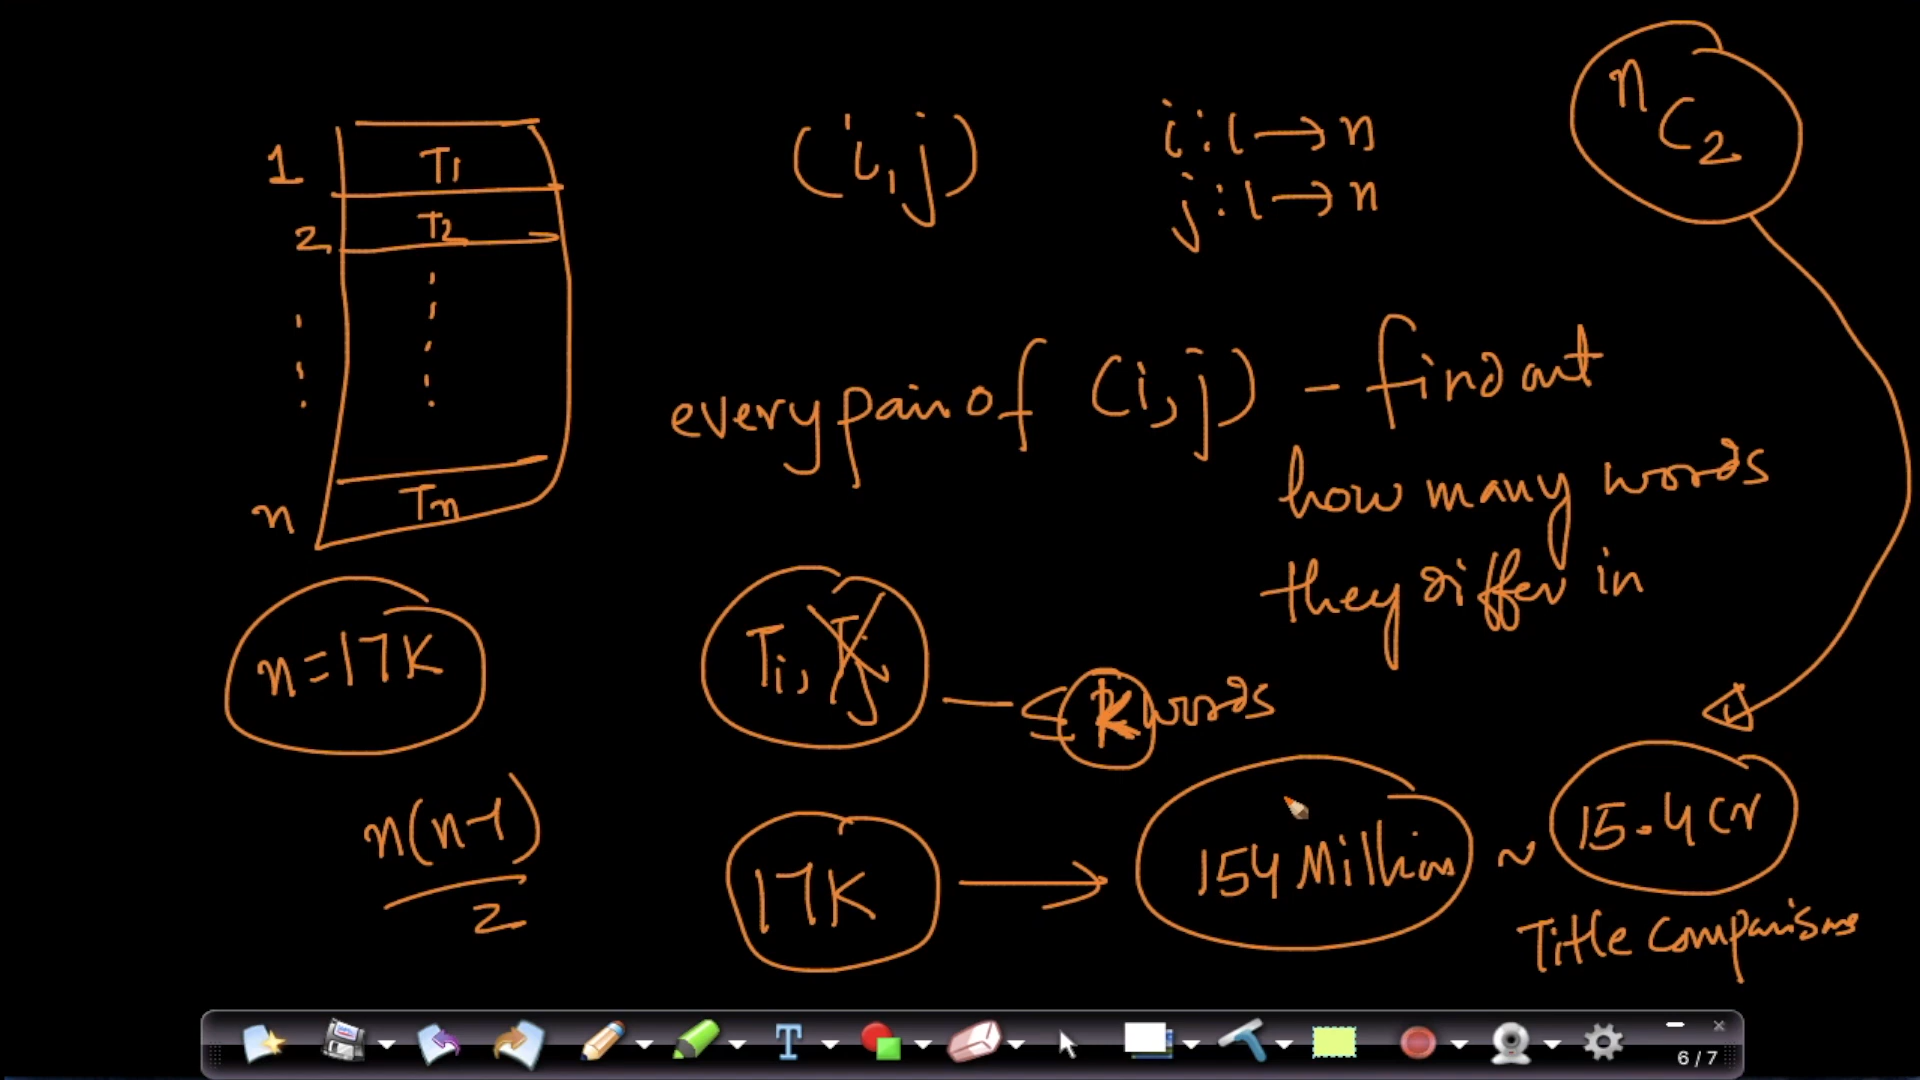 1 T1
2 T2
n Tn
(i,j)
i:1→n
j:1→n
nC2
every pair of (i,j) - find out
how many words
they differ in
n=17K
Ti, Tj — ≤ K words
n(n-1)
2
17K → 154 Million ~ 15.4 Cr
Title comparisons
T
6/7